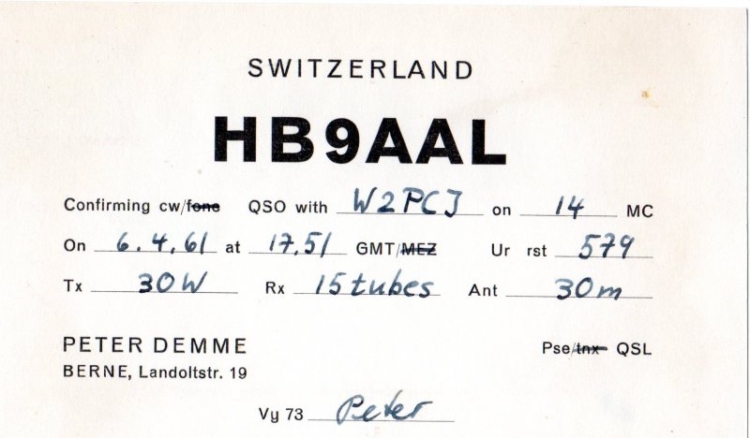 SWITZERLAND
HB9AAL
Confirming cw/fone QSO with W2PCJ on 14 MC
On 6.4.61 at 17.51 GMT/MEZ Ur rst 579
Tx 30W Rx 15 tubes Ant 30m
PETER DEMME
Pse/tnx QSL
BERNE, Landoltstr. 19
Vy 73 Peter